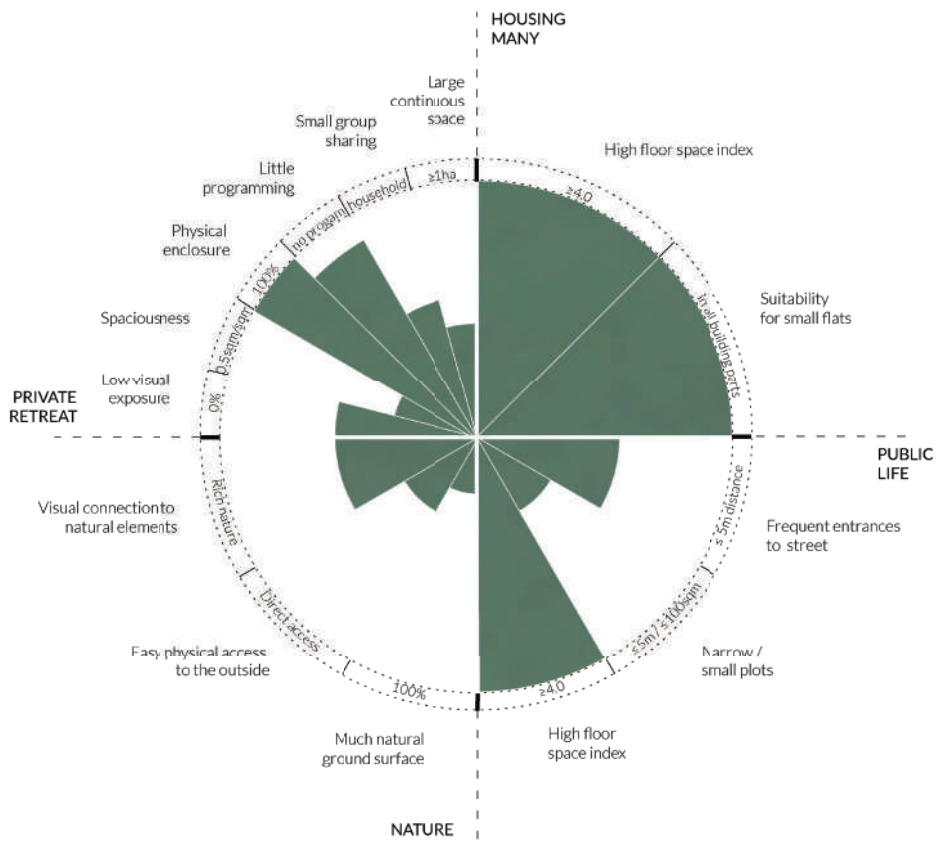 HOUSING
MANY
Large
continuous
space
Small group
sharing
High floor space index
Little
programming
≥1ha
household
≥4.0
no progam
Physical
enclosure
100%
Suitability
for small flats
in all building parts
Spaciousness
0,5sqm/sqm
Low visual
exposure
0%
PRIVATE
RETREAT
PUBLIC
LIFE
Visual connection to
natural elements
Rich nature
≤ 5m distance
Frequent entrances
to street
Direct access
≤5m / ≤100sqm
Easy physical access
to the outside
Narrow /
small plots
100%
≥4.0
Much natural
ground surface
High floor
space index
NATURE